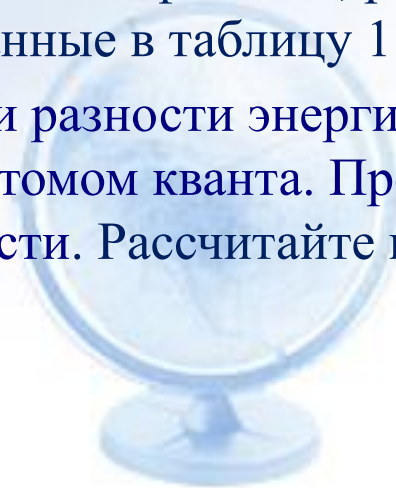 нные в таблицу 1
и разности энерги
томом кванта. Пр
сти. Рассчитайте